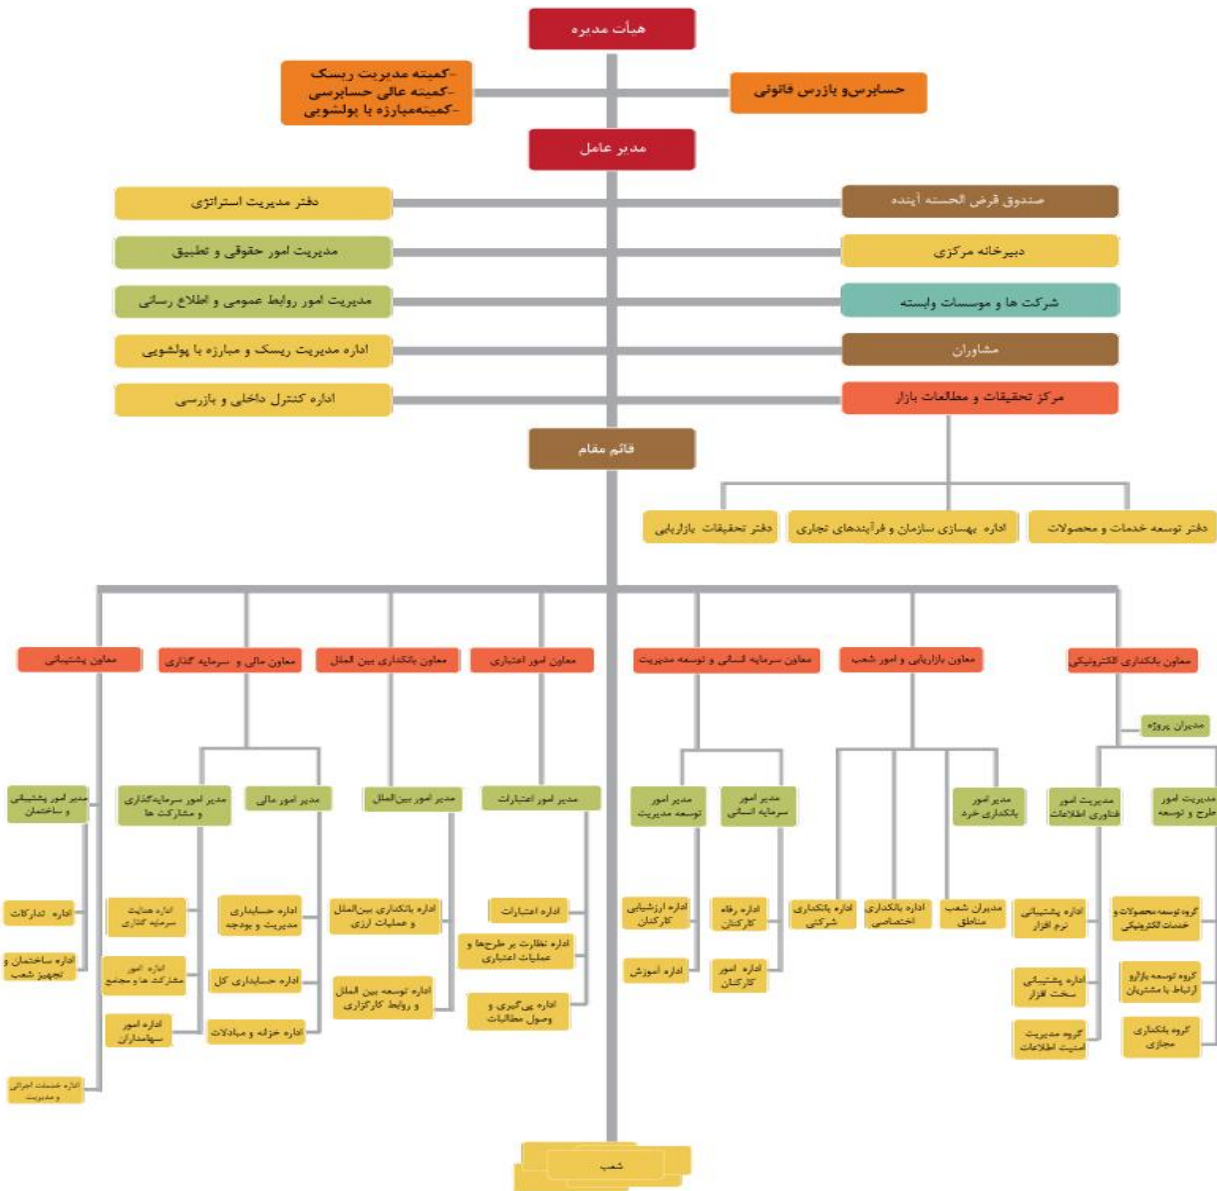 هیأت مدیره
-کمیته مدیریت ریسک
-کمیته عالی حسابرسی
-کمیته‌مبارزه با پولشویی
حسابرس‌و بازرس قانونی
مدیر عامل
صندوق قرض الحسنه آینده
دفتر مدیریت استراتژی
دبیرخانه مرکزی
مدیریت امور حقوقی و تطبیق
شرکت ها و موسسات وابسته
مدیریت امور روابط عمومی و اطلاع رسانی
مشاوران
اداره مدیریت ریسک و مبارزه با پولشویی
مرکز تحقیقات و مطالعات بازار
اداره کنترل داخلی و بازرسی
قائم مقام
دفتر توسعه خدمات و محصولات
اداره بهسازی سازمان و فرآیندهای تجاری
دفتر تحقیقات بازاریابی
معاون بانکداری الکترونیکی
معاون بازاریابی و امور شعب
معاون سرمایه انسانی و توسعه مدیریت
معاون امور اعتباری
معاون بانکداری بین الملل
معاون مالی و سرمایه گذاری
معاون پشتیبانی
مدیران پروژه
مدیریت امور
طرح و توسعه
مدیریت امور
فناوری اطلاعات
مدیر امور
بانکداری خرد
مدیر امور
سرمایه انسانی
مدیر امور
توسعه مدیریت
مدیر امور اعتبارات
مدیر امور بین‌الملل
مدیر امور مالی
مدیر امور سرمایه‌گذاری
و مشارکت ها
مدیر امور پشتیبانی
و ساختمان
گروه توسعه محصولات و
خدمات الکترونیکی
گروه توسعه بازارو
ارتباط با مشتریان
گروه بانکداری
مجازی
اداره پشتیبانی
نرم افزار
اداره پشتیبانی
سخت افزار
گروه مدیریت
امنیت اطلاعات
مدیران شعب
مناطق
اداره بانکداری
اختصاصی
اداره بانکداری
شرکتی
اداره رفاه
کارکنان
اداره امور
کارکنان
اداره ارزشیابی
کارکنان
اداره آموزش
اداره اعتبارات
اداره نظارت بر طرح‌ها و
عملیات اعتباری
اداره پی‌گیری و
وصول مطالبات
اداره بانکداری بین‌الملل
و عملیات ارزی
اداره توسعه بین الملل
و روابط کارگزاری
اداره حسابداری
مدیریت و بودجه
اداره حسابداری کل
اداره خزانه و مبادلات
اداره هدایت
سرمایه گذاری
اداره امور
مشارکت ها و مجامع
اداره امور
سهامداران
اداره تدارکات
اداره ساختمان و
تجهیز شعب
اداره خدمات اجرائی
و مدیریت
شعب